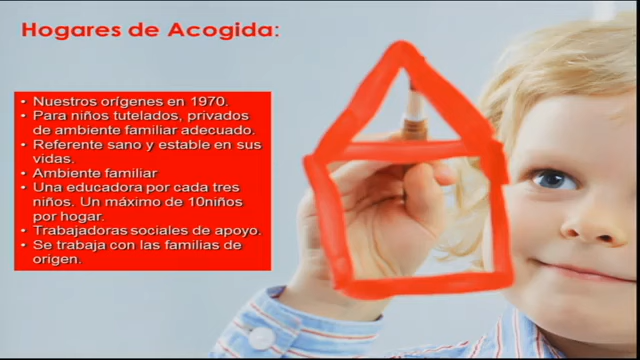 Hogares de Acogida:
• Nuestros orígenes en 1970.
• Para niños tutelados, privados
de ambiente familiar adecuado.
• Referente sano y estable en sus
vidas.
• Ambiente familiar
• Una educadora por cada tres
niños. Un máximo de 10niños
por hogar.
• Trabajadoras sociales de apoyo.
• Se trabaja con las familias de
origen.